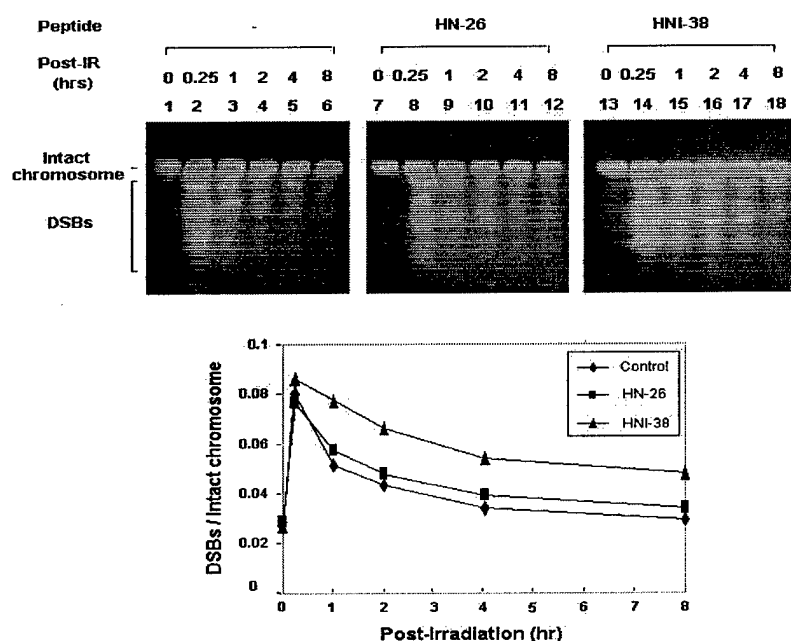 Peptide - HN-26 HNI-38
Post-IR (hrs) 0 0.25 1 2 4 8 0 0.25 1 2 4 8 0 0.25 1 2 4 8
1 2 3 4 5 6 7 8 9 10 11 12 13 14 15 16 17 18
Intact chromosome
DSBs
DSBs / Intact chromosome
0.1
0.08
0.06
0.04
0.02
0
Control
HN-26
HNI-38
0 1 2 3 4 5 6 7 8
Post-irradiation (hr)